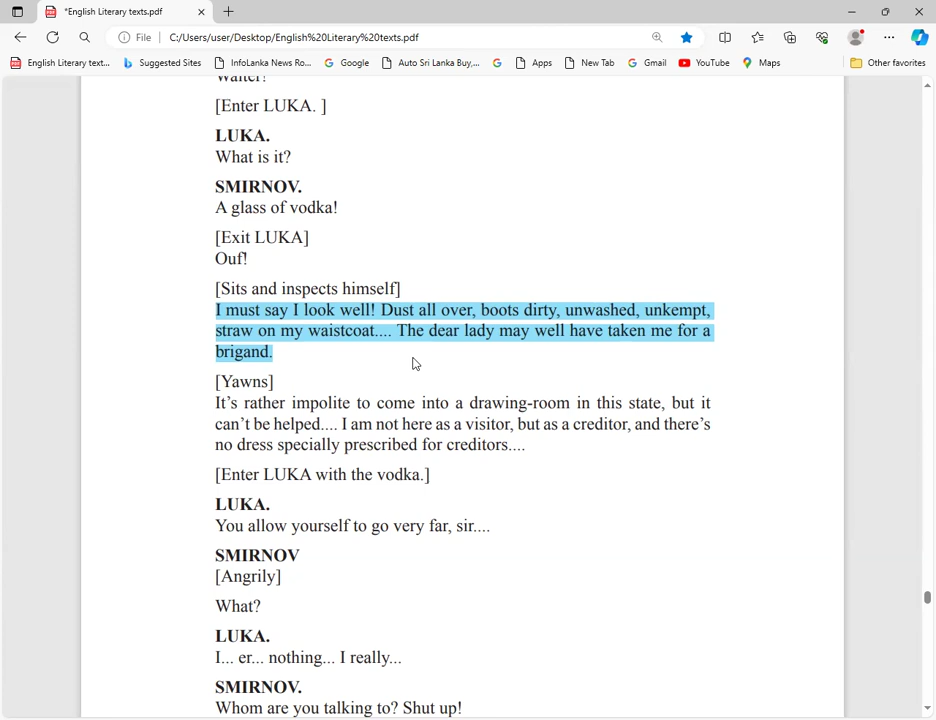 *English Literary texts.pdf
File
C:/Users/user/Desktop/English%20Literary%20texts.pdf
English Literary text...
Suggested Sites
InfoLanka News Ro...
Google
Auto Sri Lanka Buy,...
Apps
New Tab
Gmail
YouTube
Maps
Other favorites
Waiter!
[Enter LUKA. ]
LUKA.
What is it?
SMIRNOV.
A glass of vodka!
[Exit LUKA]
Ouf!
[Sits and inspects himself]
I must say I look well! Dust all over, boots dirty, unwashed, unkempt,
straw on my waistcoat.... The dear lady may well have taken me for a
brigand.
[Yawns]
It’s rather impolite to come into a drawing-room in this state, but it
can’t be helped.... I am not here as a visitor, but as a creditor, and there’s
no dress specially prescribed for creditors....
[Enter LUKA with the vodka.]
LUKA.
You allow yourself to go very far, sir....
SMIRNOV
[Angrily]
What?
LUKA.
I... er... nothing... I really...
SMIRNOV.
Whom are you talking to? Shut up!